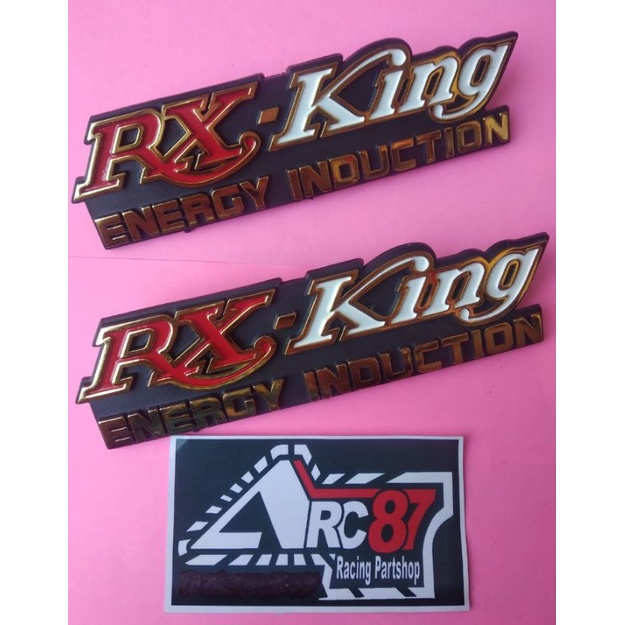 RX-King
ENERGY INDUCTION
RX-King
ENERGY INDUCTION
ARC87
Racing Partshop